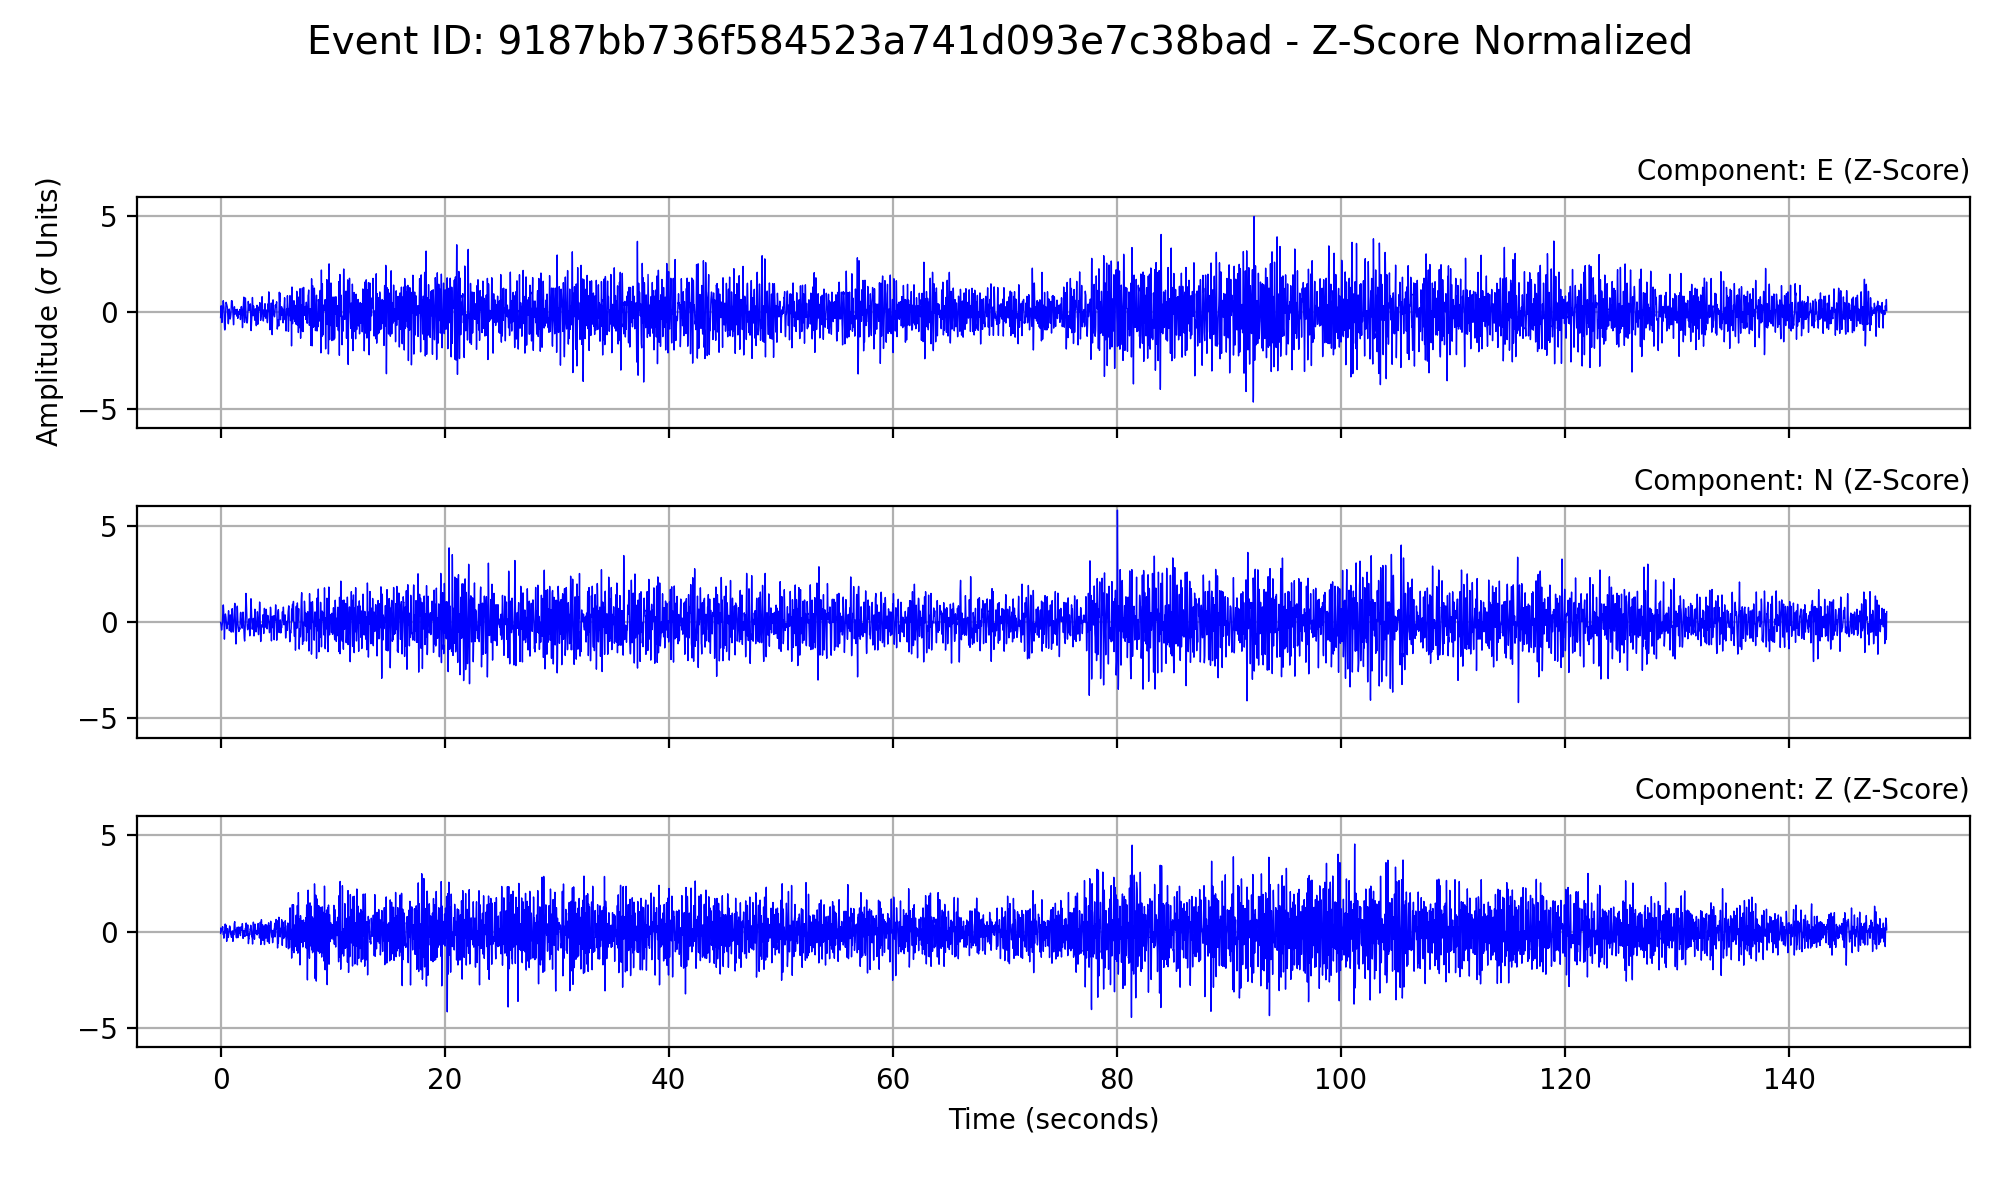 Event ID: 9187bb736f584523a741d093e7c38bad - Z-Score Normalized
Component: E (Z-Score)
Amplitude (σ Units)
5
0
−5
Component: N (Z-Score)
5
0
−5
Component: Z (Z-Score)
5
0
−5
0 20 40 60 80 100 120 140
Time (seconds)